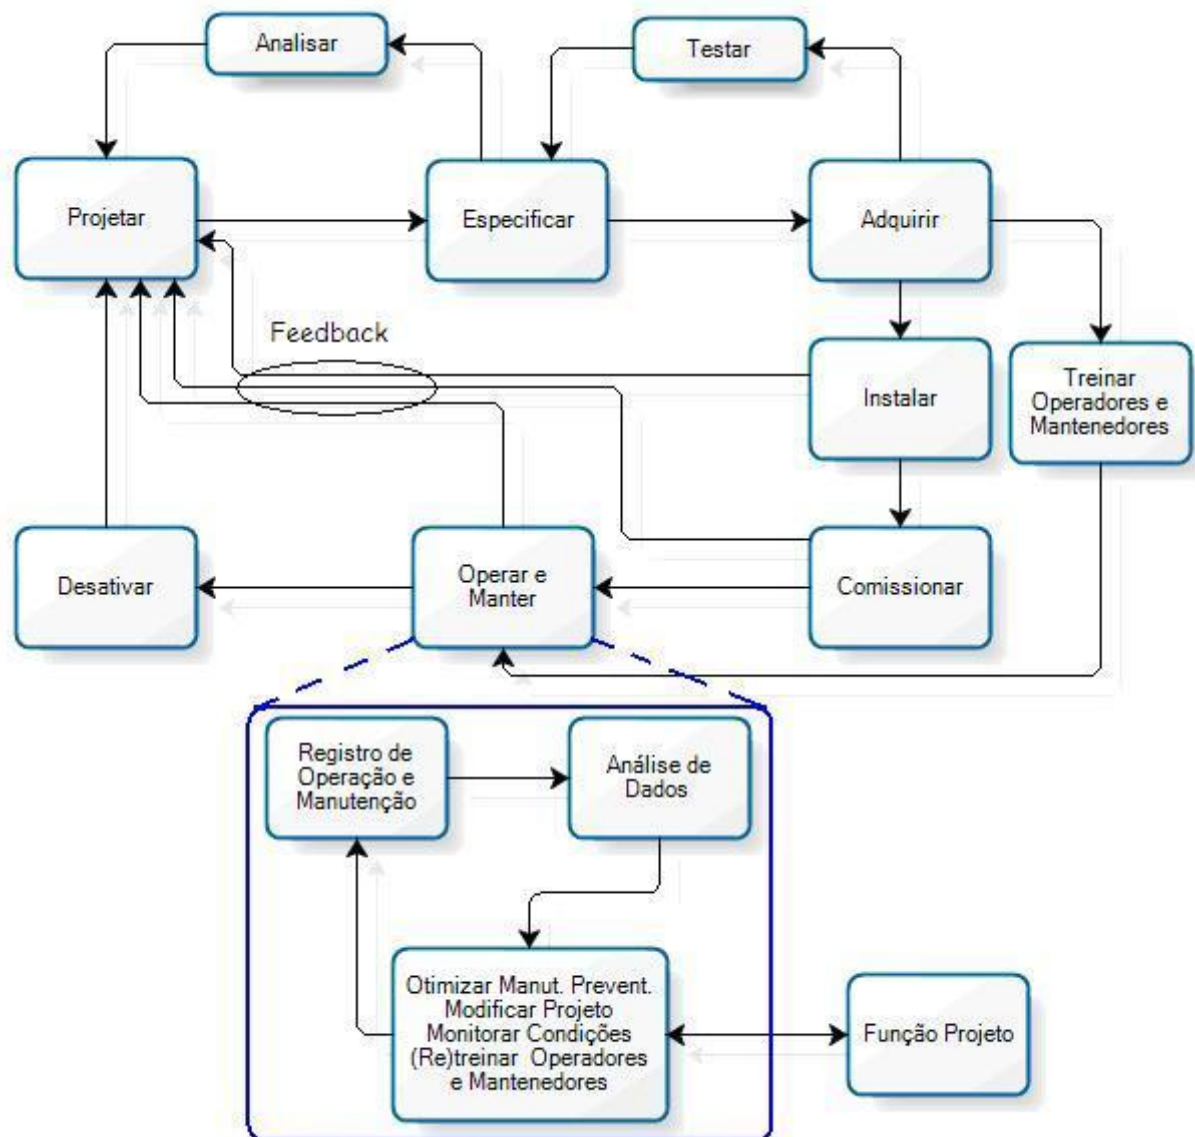 Analisar
Testar
Projetar
Especificar
Adquirir
Feedback
Instalar
Treinar
Operadores e
Mantenedores
Desativar
Operar e
Manter
Comissionar
Registro de
Operação e
Manutenção
Análise de
Dados
Otimizar Manut. Prevent.
Modificar Projeto
Monitorar Condições
(Re)treinar Operadores
e Mantenedores
Função Projeto